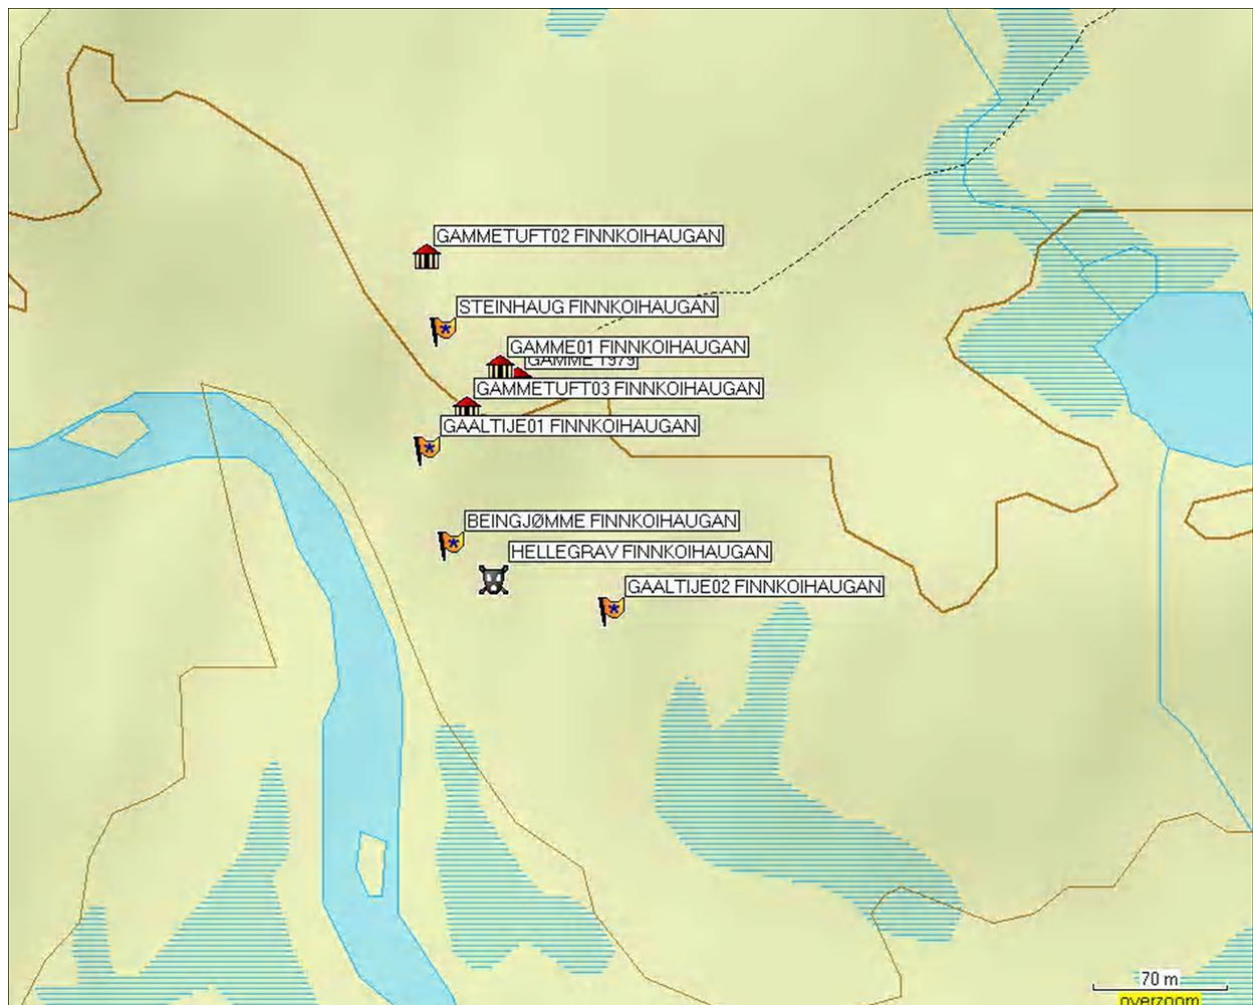 GAMMETUFT02 FINNKOIHAUGAN
STEINHAUG FINNKOIHAUGAN
GAMME01 FINNKOIHAUGAN
GAMME 1979
GAMMETUFT03 FINNKOIHAUGAN
GAALTIJE01 FINNKOIHAUGAN
BEINGJØMME FINNKOIHAUGAN
HELLEGRAV FINNKOIHAUGAN
GAALTIJE02 FINNKOIHAUGAN
70 m
overzoom